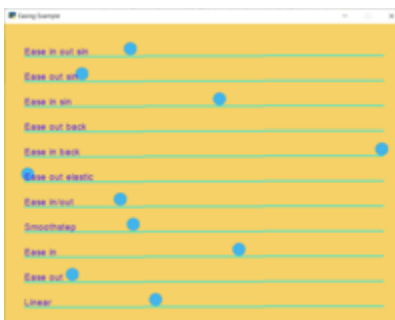 Easing Example
Ease in out sin
Ease out sin
Ease in sin
Ease out back
Ease in back
Ease out elastic
Ease in/out
Smoothstep
Ease in
Ease out
Linear